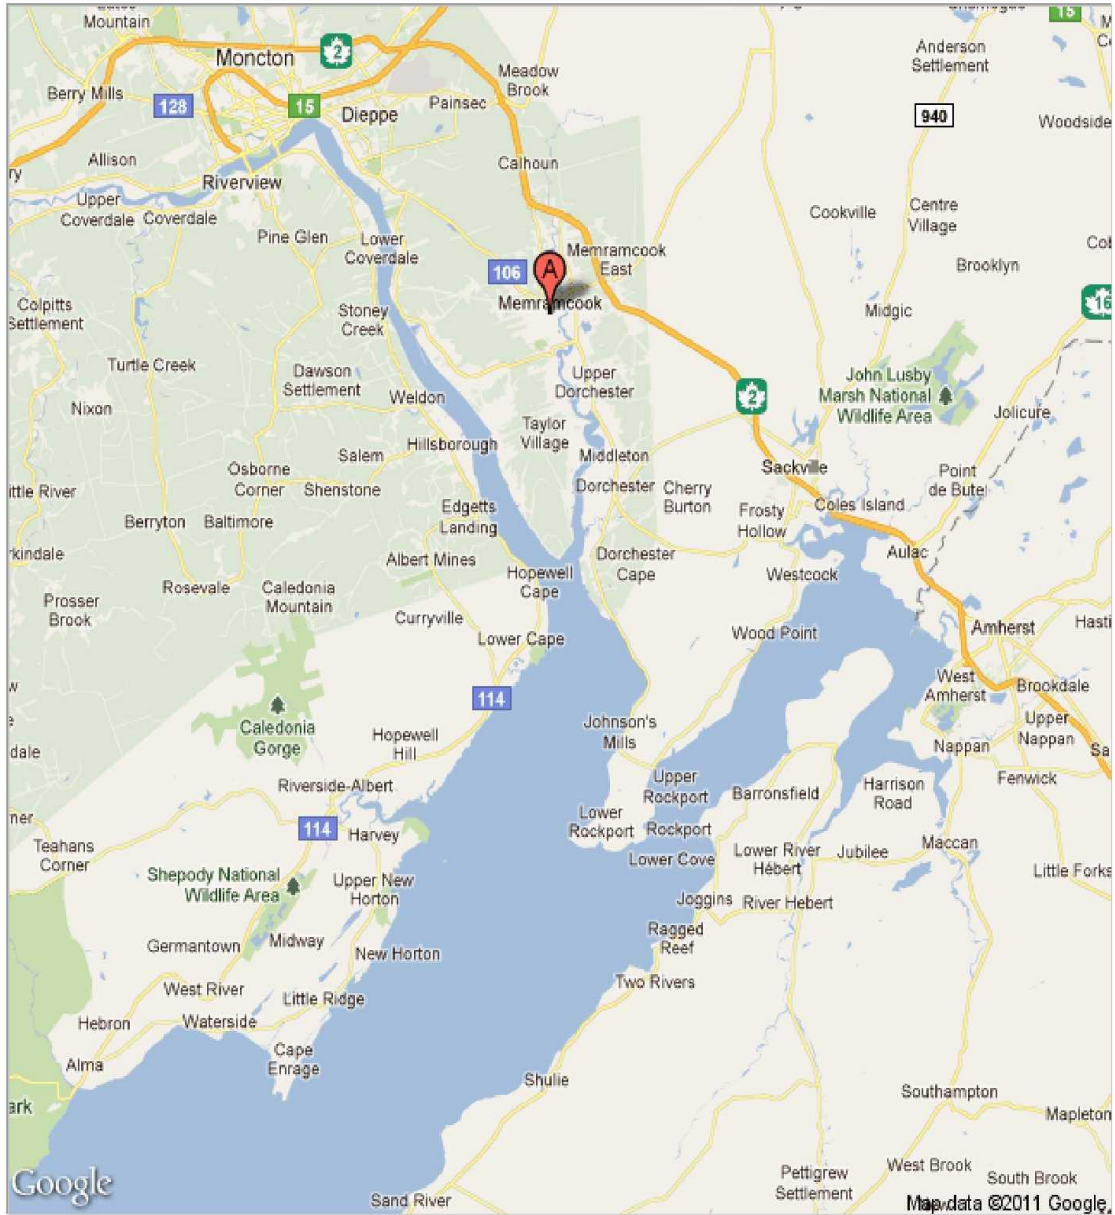 Mountain
Moncton
2
15
Anderson
Settlement
Meadow
Brook
Berry Mills
128
15
Dieppe
Painsec
940
Woodside
Allison
Calhoun
Riverview
Upper
Coverdale
Coverdale
Cookville
Centre
Village
Pine Glen
Lower
Coverdale
Memramcook
East
106
A
Brooklyn
Memramcook
16
Colpitts
Settlement
Stoney
Creek
Midgic
Turtle Creek
Dawson
Settlement
Upper
Dorchester
John Lusby
Marsh National
Wildlife Area
2
Weldon
Nixon
Jolicure
Taylor
Village
Hillsborough
Salem
Middleton
Sackville
Osborne
Corner
Shenstone
Dorchester
Cherry
Burton
Point
de Bute
ittle River
Edgetts
Landing
Frosty
Hollow
Coles Island
Berryton
Baltimore
rkindale
Albert Mines
Dorchester
Cape
Aulac
Rosevale
Caledonia
Mountain
Hopewell
Cape
Westcock
Prosser
Brook
Curryville
Lower Cape
Wood Point
Amherst
Hasti
114
West
Amherst
Brookdale
Caledonia
Gorge
Hopewell
Hill
Johnson's
Mills
Upper
Nappan
dale
Nappan
Sa
Riverside-Albert
Upper
Rockport
Barronsfield
Harrison
Road
Fenwick
114
Harvey
Lower
Rockport
Rockport
Teahans
Corner
Lower Cove
Lower River
Hébert
Jubilee
Maccan
Shepody National
Wildlife Area
Upper New
Horton
Little Forks
Joggins
River Hebert
Germantown
Midway
New Horton
Ragged
Reef
West River
Little Ridge
Two Rivers
Hebron
Waterside
Alma
Cape
Enrage
Shulie
Southampton
ark
Mapleton
Google
Sand River
Pettigrew
Settlement
West Brook
South Brook
Map data ©2011 Google